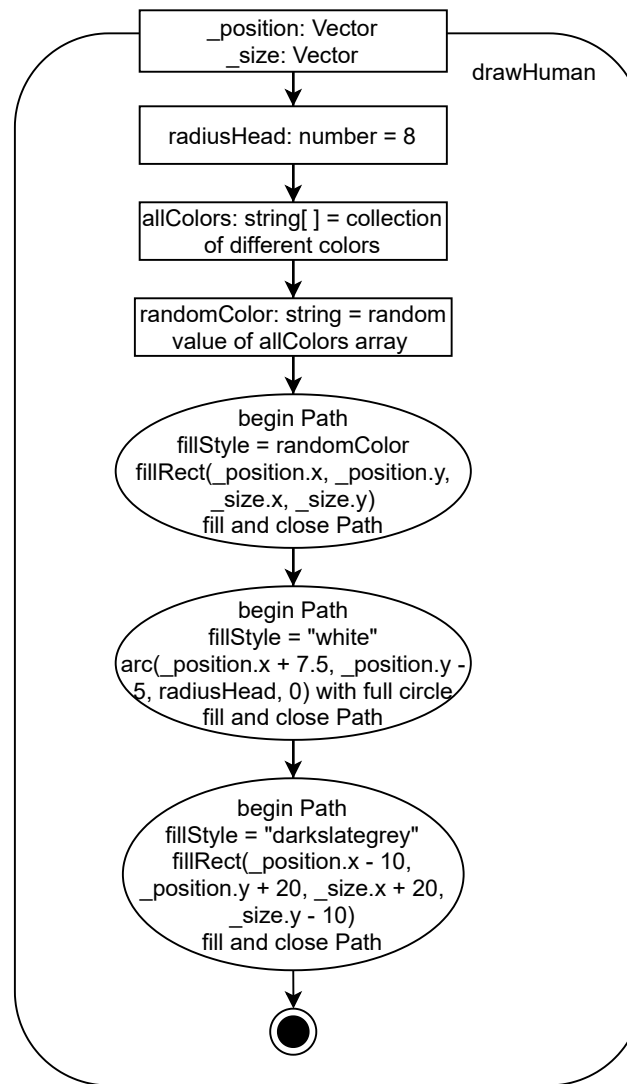 _position: Vector
_size: Vector
drawHuman
radiusHead: number = 8
allColors: string[ ] = collection
of different colors
randomColor: string = random
value of allColors array
begin Path
fillStyle = randomColor
fillRect(_position.x, _position.y,
_size.x, _size.y)
fill and close Path
begin Path
fillStyle = "white"
arc(_position.x + 7.5, _position.y -
5, radiusHead, 0) with full circle
fill and close Path
begin Path
fillStyle = "darkslategrey"
fillRect(_position.x - 10,
_position.y + 20, _size.x + 20,
_size.y - 10)
fill and close Path